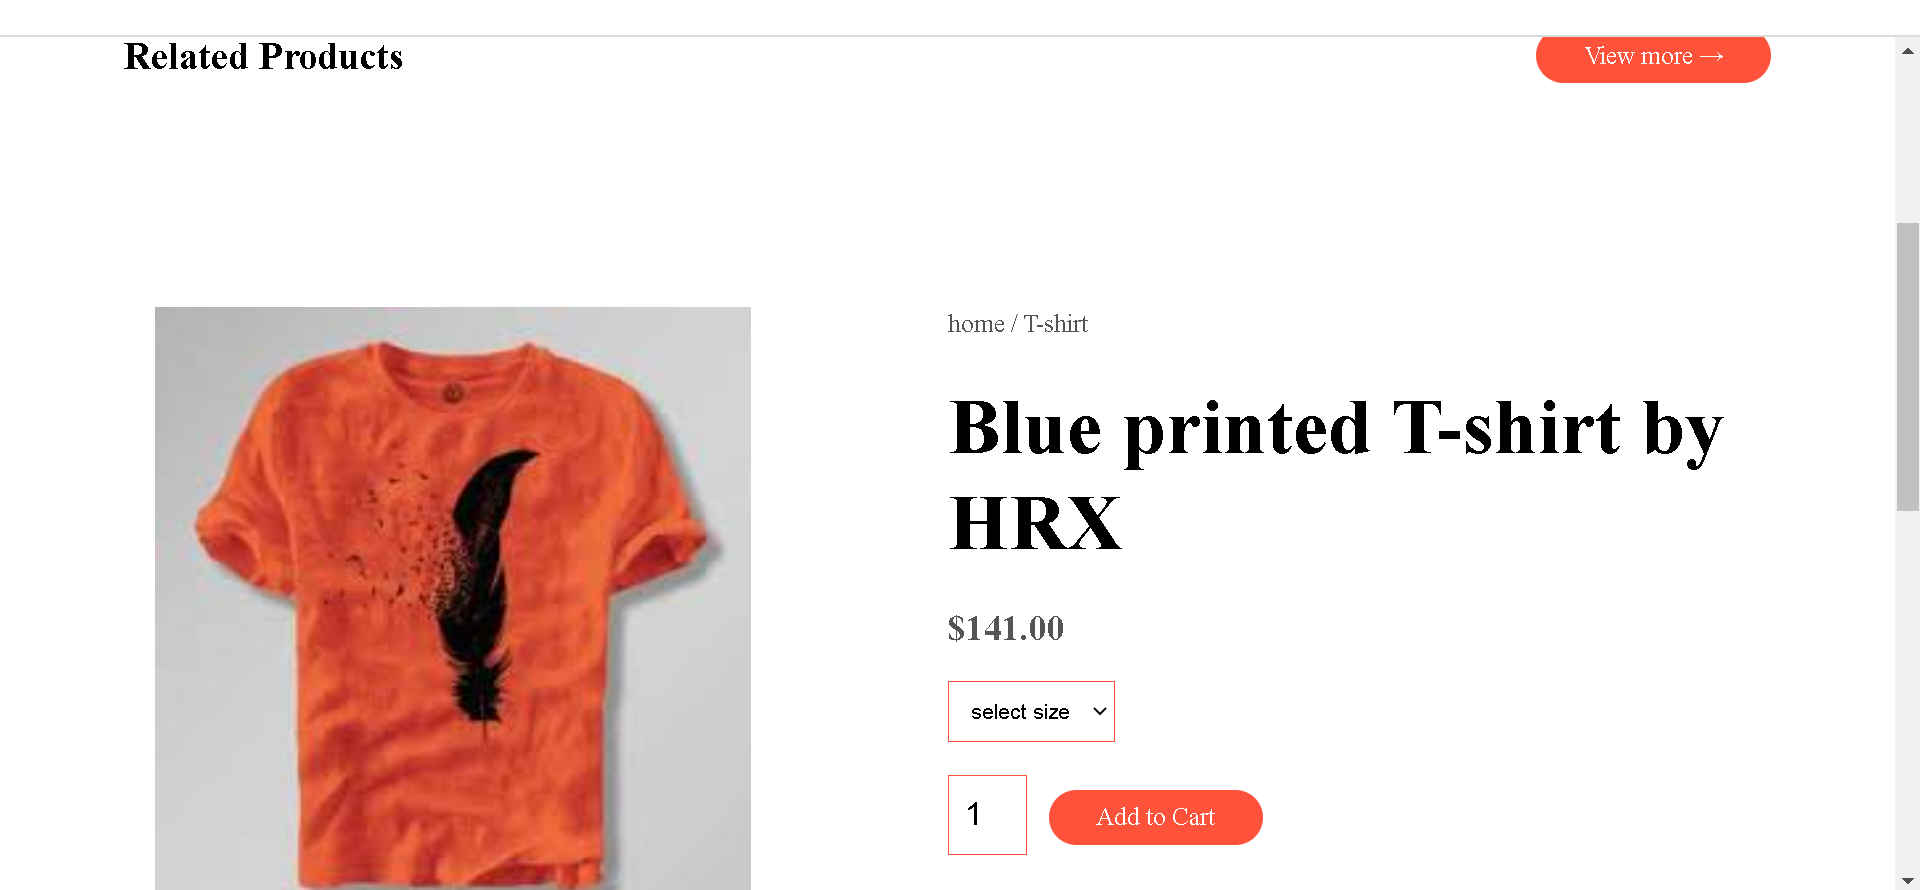 Related Products
View more →
home / T-shirt
Blue printed T-shirt by
HRX
$141.00
select size
1
Add to Cart